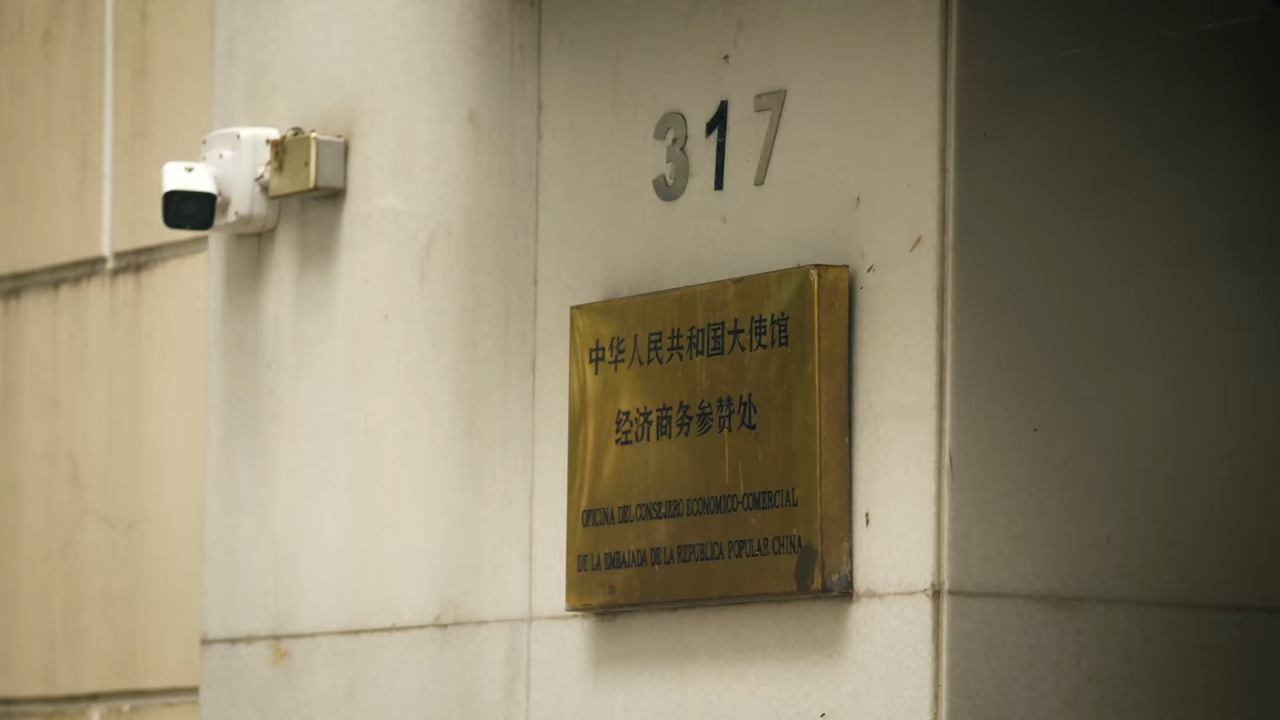 317
中华人民共和国大使馆
经济商务参赞处
OFICINA DEL CONSEJERO ECONOMICO-COMERCIAL
DE LA EMBAJADA DE LA REPUBLICA POPULAR CHINA